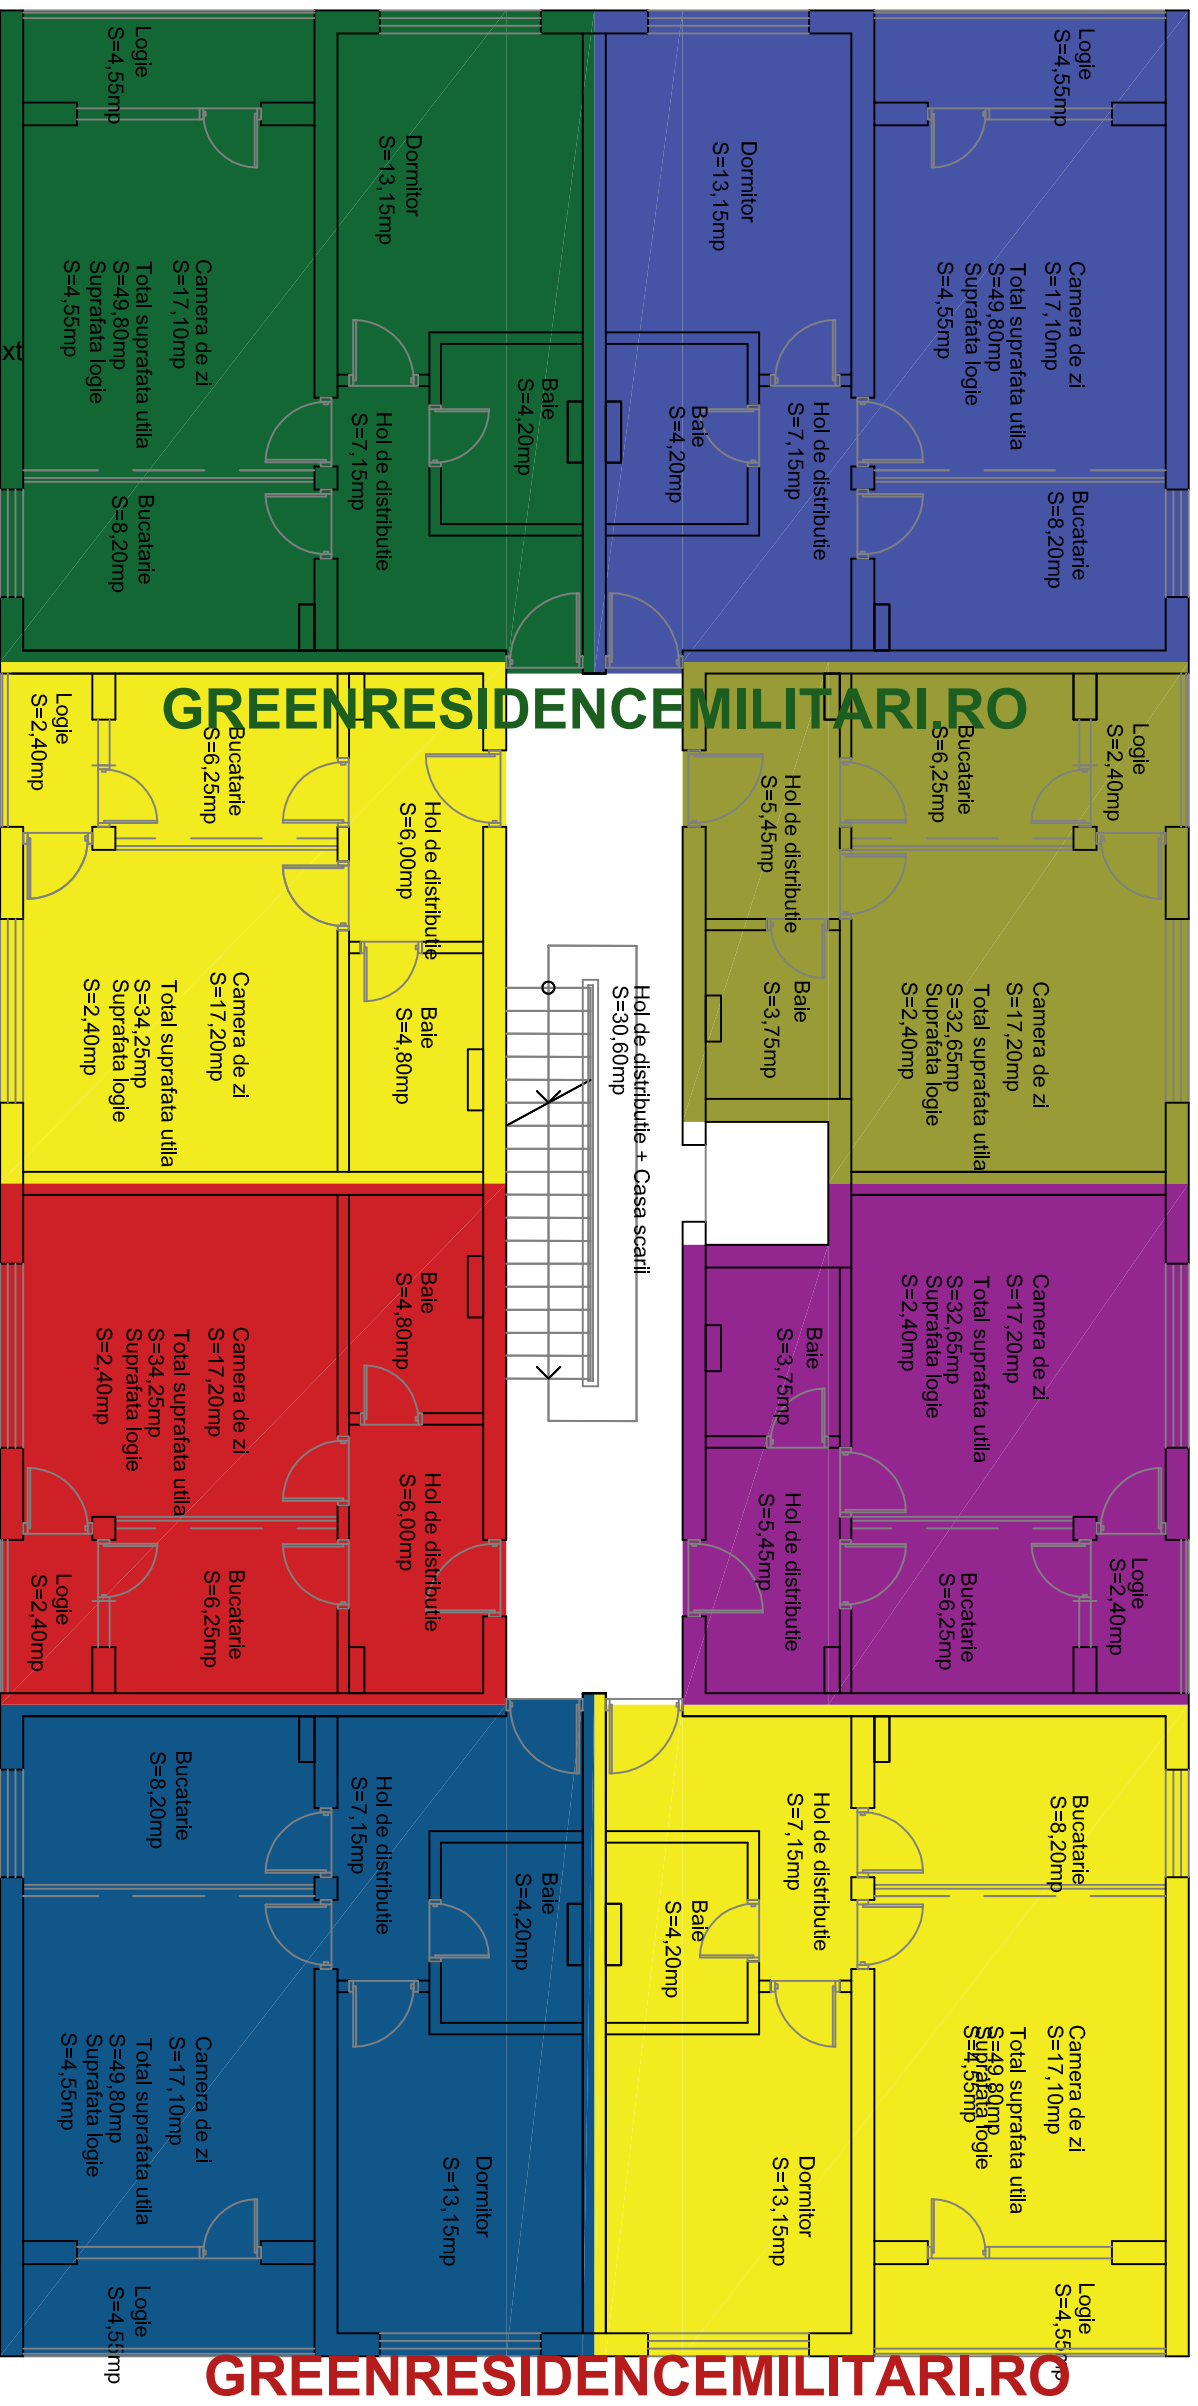 Logie
S=4,55mp
Dormitor
S=13,15mp
Camera de zi
S=17,10mp
Total suprafata utila
S=49,80mp
Suprafata logie
S=4,55mp
xt
Baie
S=4,20mp
Hol de distributie
S=7,15mp
Bucatarie
S=8,20mp
Logie
S=4,55mp
Dormitor
S=13,15mp
Camera de zi
S=17,10mp
Total suprafata utila
S=49,80mp
Suprafata logie
S=4,55mp
Baie
S=4,20mp
Hol de distributie
S=7,15mp
Bucatarie
S=8,20mp
GREENRESIDENCEMILITARI.RO
Logie
S=2,40mp
Bucatarie
S=6,25mp
Hol de distributie
S=6,00mp
Camera de zi
S=17,20mp
Total suprafata utila
S=34,25mp
Suprafata logie
S=2,40mp
Baie
S=4,80mp
Hol de distributie + Casa scarii
S=30,60mp
Logie
S=2,40mp
Bucatarie
S=6,25mp
Hol de distributie
S=5,45mp
Baie
S=3,75mp
Camera de zi
S=17,20mp
Total suprafata utila
S=32,65mp
Suprafata logie
S=2,40mp
Baie
S=4,80mp
Camera de zi
S=17,20mp
Total suprafata utila
S=34,25mp
Suprafata logie
S=2,40mp
Hol de distributie
S=6,00mp
Bucatarie
S=6,25mp
Logie
S=2,40mp
Camera de zi
S=17,20mp
Total suprafata utila
S=32,65mp
Suprafata logie
S=2,40mp
Baie
S=3,75mp
Hol de distributie
S=5,45mp
Bucatarie
S=6,25mp
Logie
S=2,40mp
Bucatarie
S=8,20mp
Hol de distributie
S=7,15mp
Baie
S=4,20mp
Camera de zi
S=17,10mp
Total suprafata utila
S=49,80mp
Suprafata logie
S=4,55mp
Dormitor
S=13,15mp
Logie
S=4,55mp
Bucatarie
S=8,20mp
Hol de distributie
S=7,15mp
Baie
S=4,20mp
Camera de zi
S=17,10mp
Total suprafata utila
S=49,80mp
Suprafata logie
S=4,55mp
Dormitor
S=13,15mp
Logie
S=4,55mp
GREENRESIDENCEMILITARI.RO